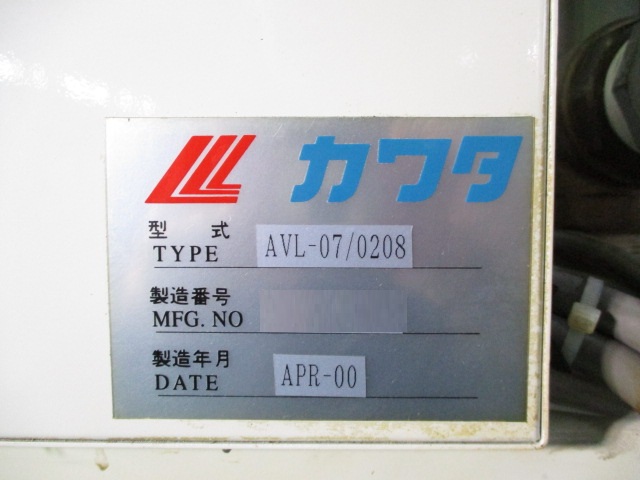 カワタ
型式
TYPE AVL-07/0208
製造番号
MFG. NO
製造年月
DATE APR-00